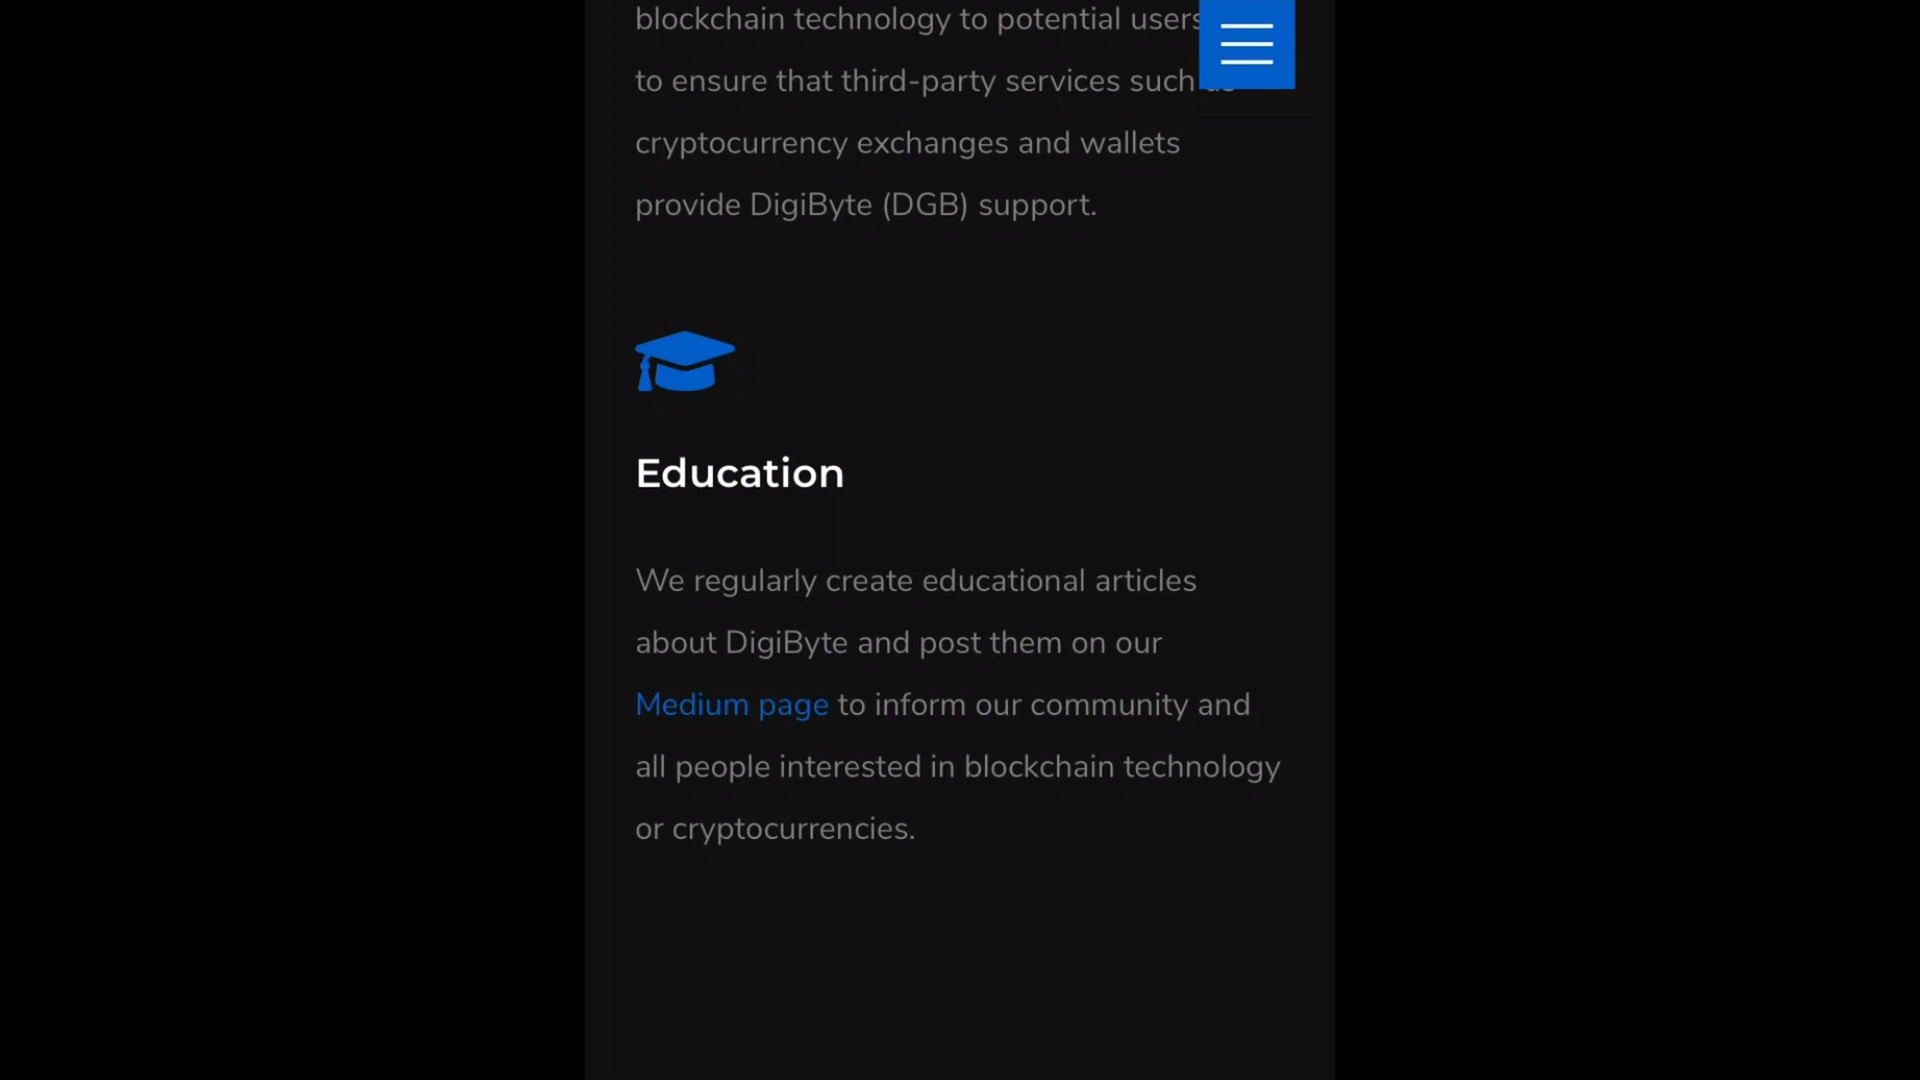 blockchain technology to potential users
to ensure that third-party services such
cryptocurrency exchanges and wallets
provide DigiByte (DGB) support.
Education
We regularly create educational articles
about DigiByte and post them on our
Medium page to inform our community and
all people interested in blockchain technology
or cryptocurrencies.